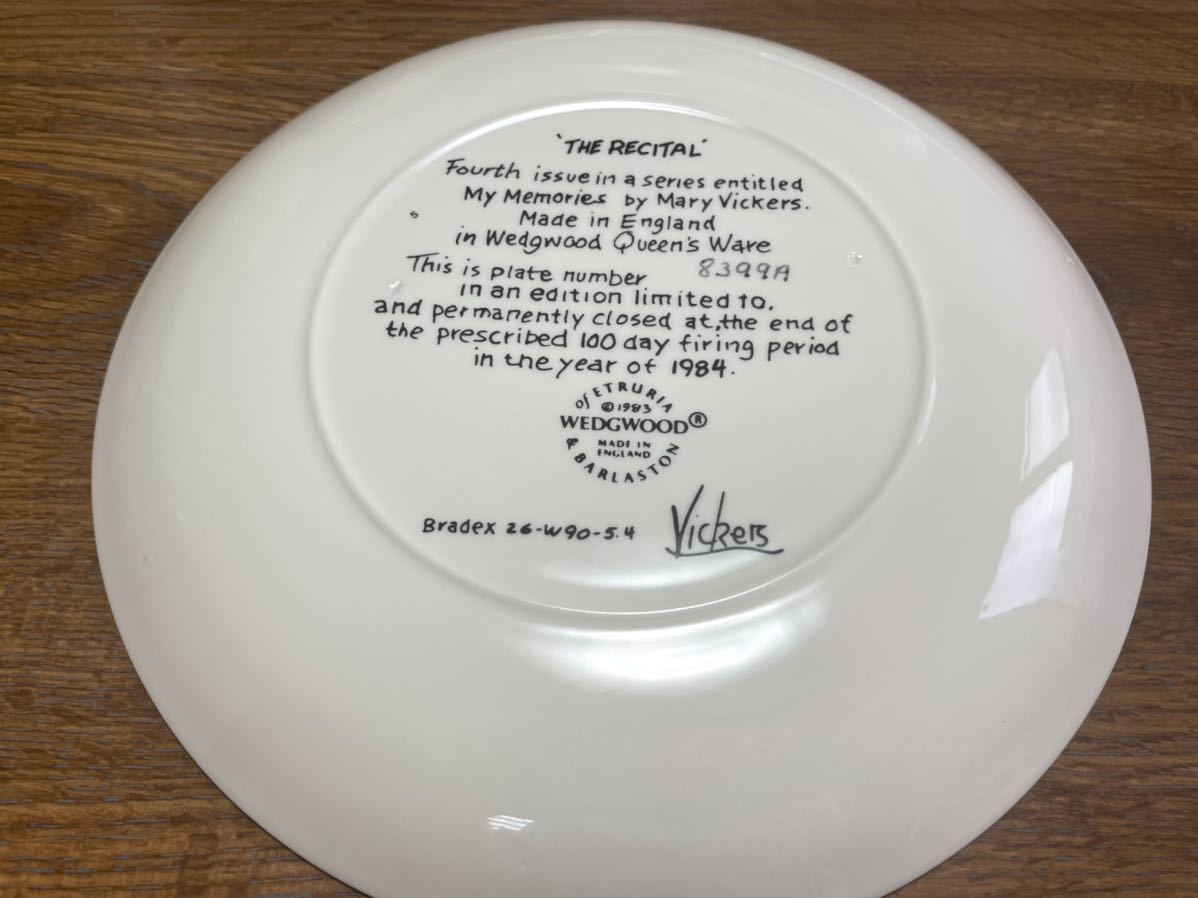 'THE RECITAL'
Fourth issue in a series entitled
My Memories by Mary Vickers.
Made in England
in Wedgwood Queen's Ware
s
This is plate number 8399A
in an edition limited to,
and permanently closed at, the end of
the prescribed 100 day firing period
in the year of 1984.
of ETRURIA
©1983
WEDGWOOD®
MADE IN
ENGLAND
& BARLASTON
Bradex 26-W90-5.4 Vickers